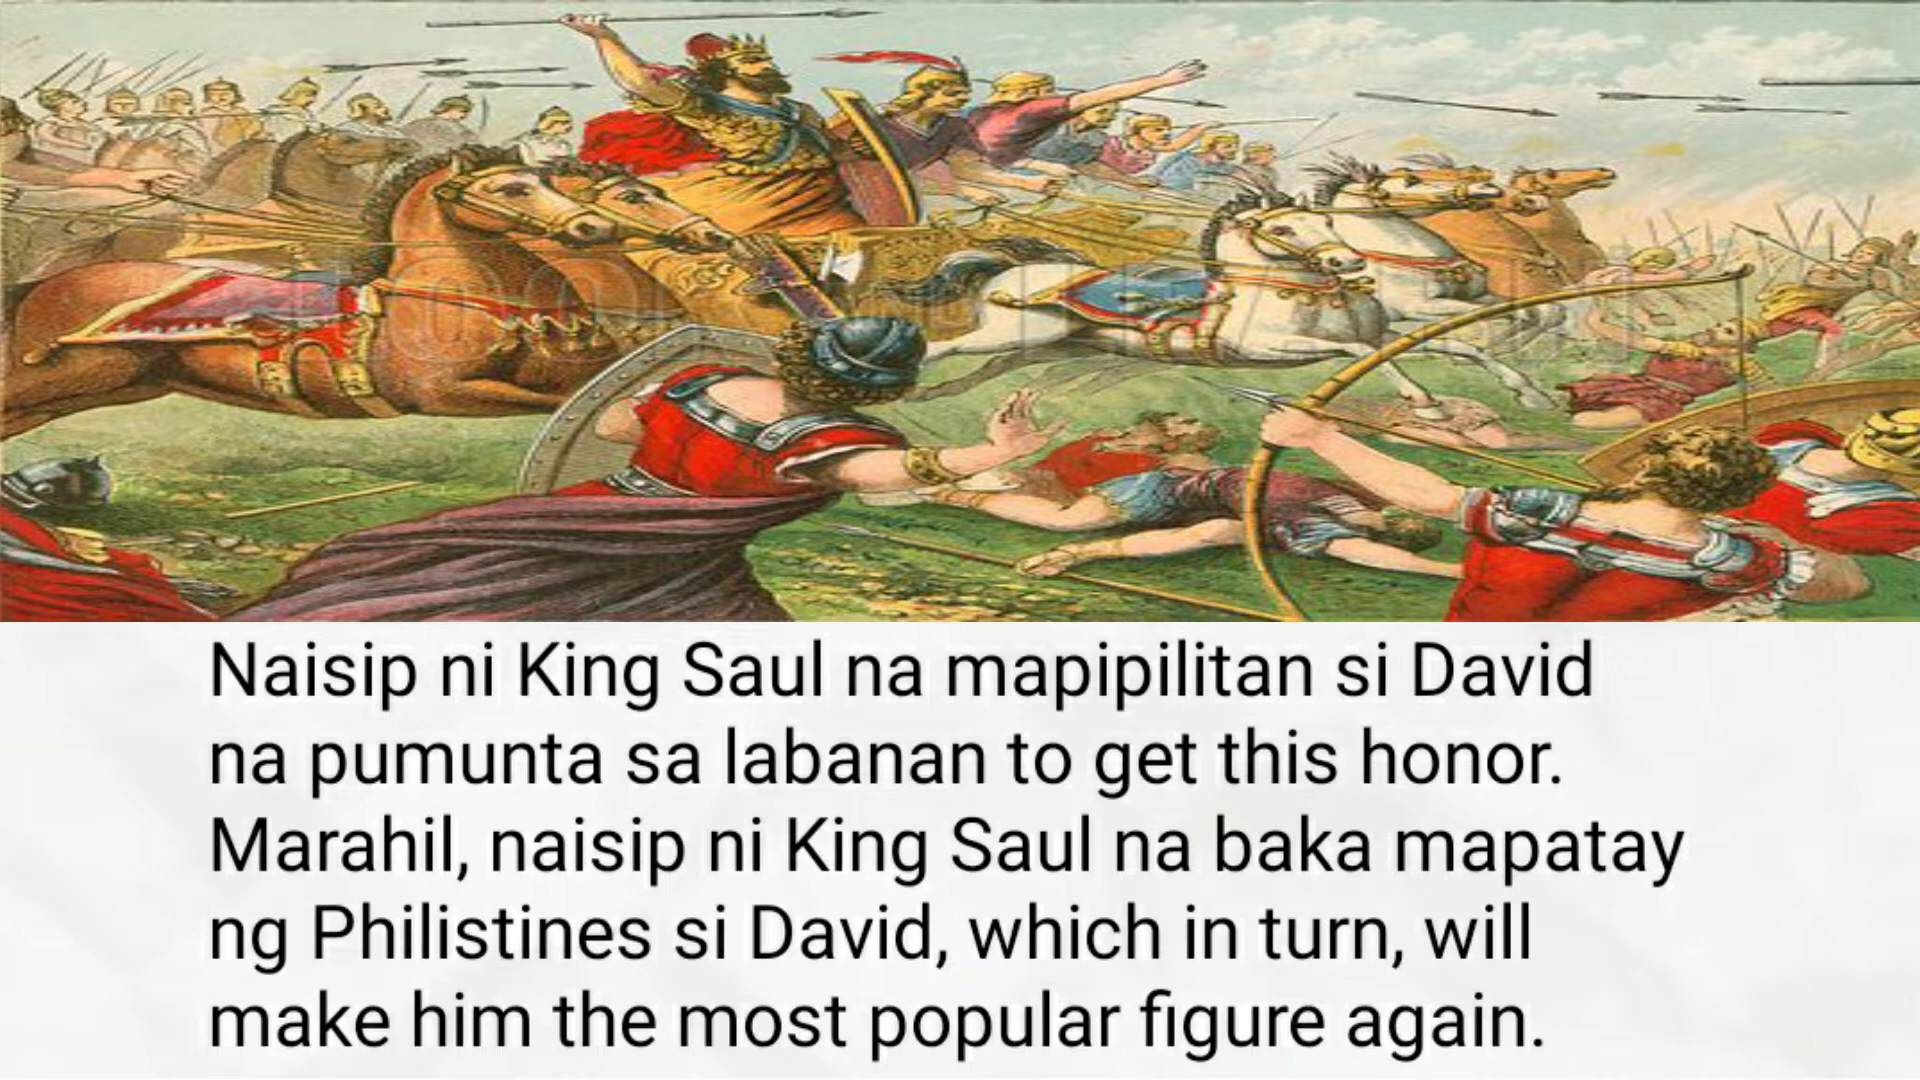 Naisip ni King Saul na mapipilitan si David
na pumunta sa labanan to get this honor.
Marahil, naisip ni King Saul na baka mapatay
ng Philistines si David, which in turn, will
make him the most popular figure again.